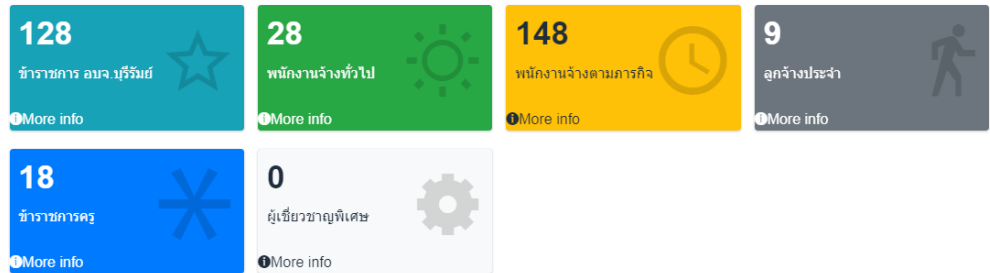 128
ข้าราชการ อบจ.บุรีรัมย์
More info
28
พนักงานจ้างทั่วไป
More info
148
พนักงานจ้างตามภารกิจ
More info
9
ลูกจ้างประจำ
More info
18
ข้าราชการครู
More info
0
ผู้เชี่ยวชาญพิเศษ
More info